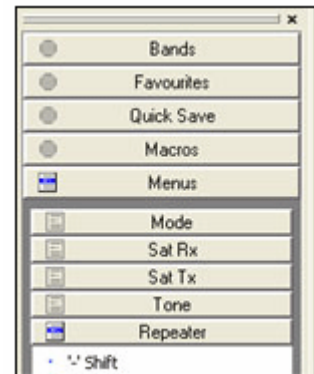 Bands
Favourites
Quick Save
Macros
Menus
Mode
Sat Rx
Sat Tx
Tone
Repeater
'-' Shift